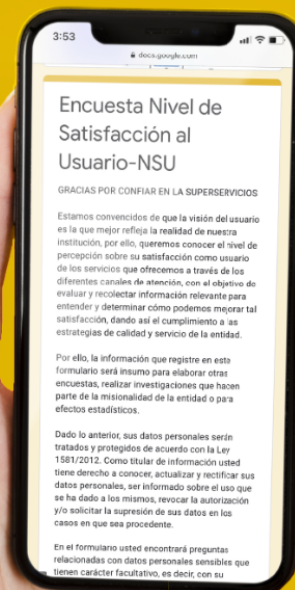 3:53
docs.google.com
Encuesta Nivel de
Satisfacción al
Usuario-NSU
GRACIAS POR CONFIAR EN LA SUPERSERVICIOS
Estamos convencidos de que la visión del usuario
es la que mejor refleja la realidad de nuestra
institución, por ello, queremos conocer el nivel de
percepción sobre su satisfacción como usuario
de los servicios que ofrecemos a través de los
diferentes canales de atención, con el objetivo de
evaluar y recolectar información relevante para
entender y determinar cómo podemos mejorar tal
satisfacción, dando así el cumplimiento a las
estrategias de calidad y servicio de la entidad.
Por ello, la información que registre en este
formulario será insumo para elaborar otras
encuestas, realizar investigaciones que hacen
parte de la misionalidad de la entidad o para
efectos estadísticos.
Dado lo anterior, sus datos personales serán
tratados y protegidos de acuerdo con la Ley
1581/2012. Como titular de información usted
tiene derecho a conocer, actualizar y rectificar sus
datos personales, ser informado sobre el uso que
se ha dado a los mismos, revocar la autorización
y/o solicitar la supresión de sus datos en los
casos en que sea procedente.
En el formulario usted encontrará preguntas
relacionadas con datos personales sensibles que
tienen carácter facultativo, es decir, con su